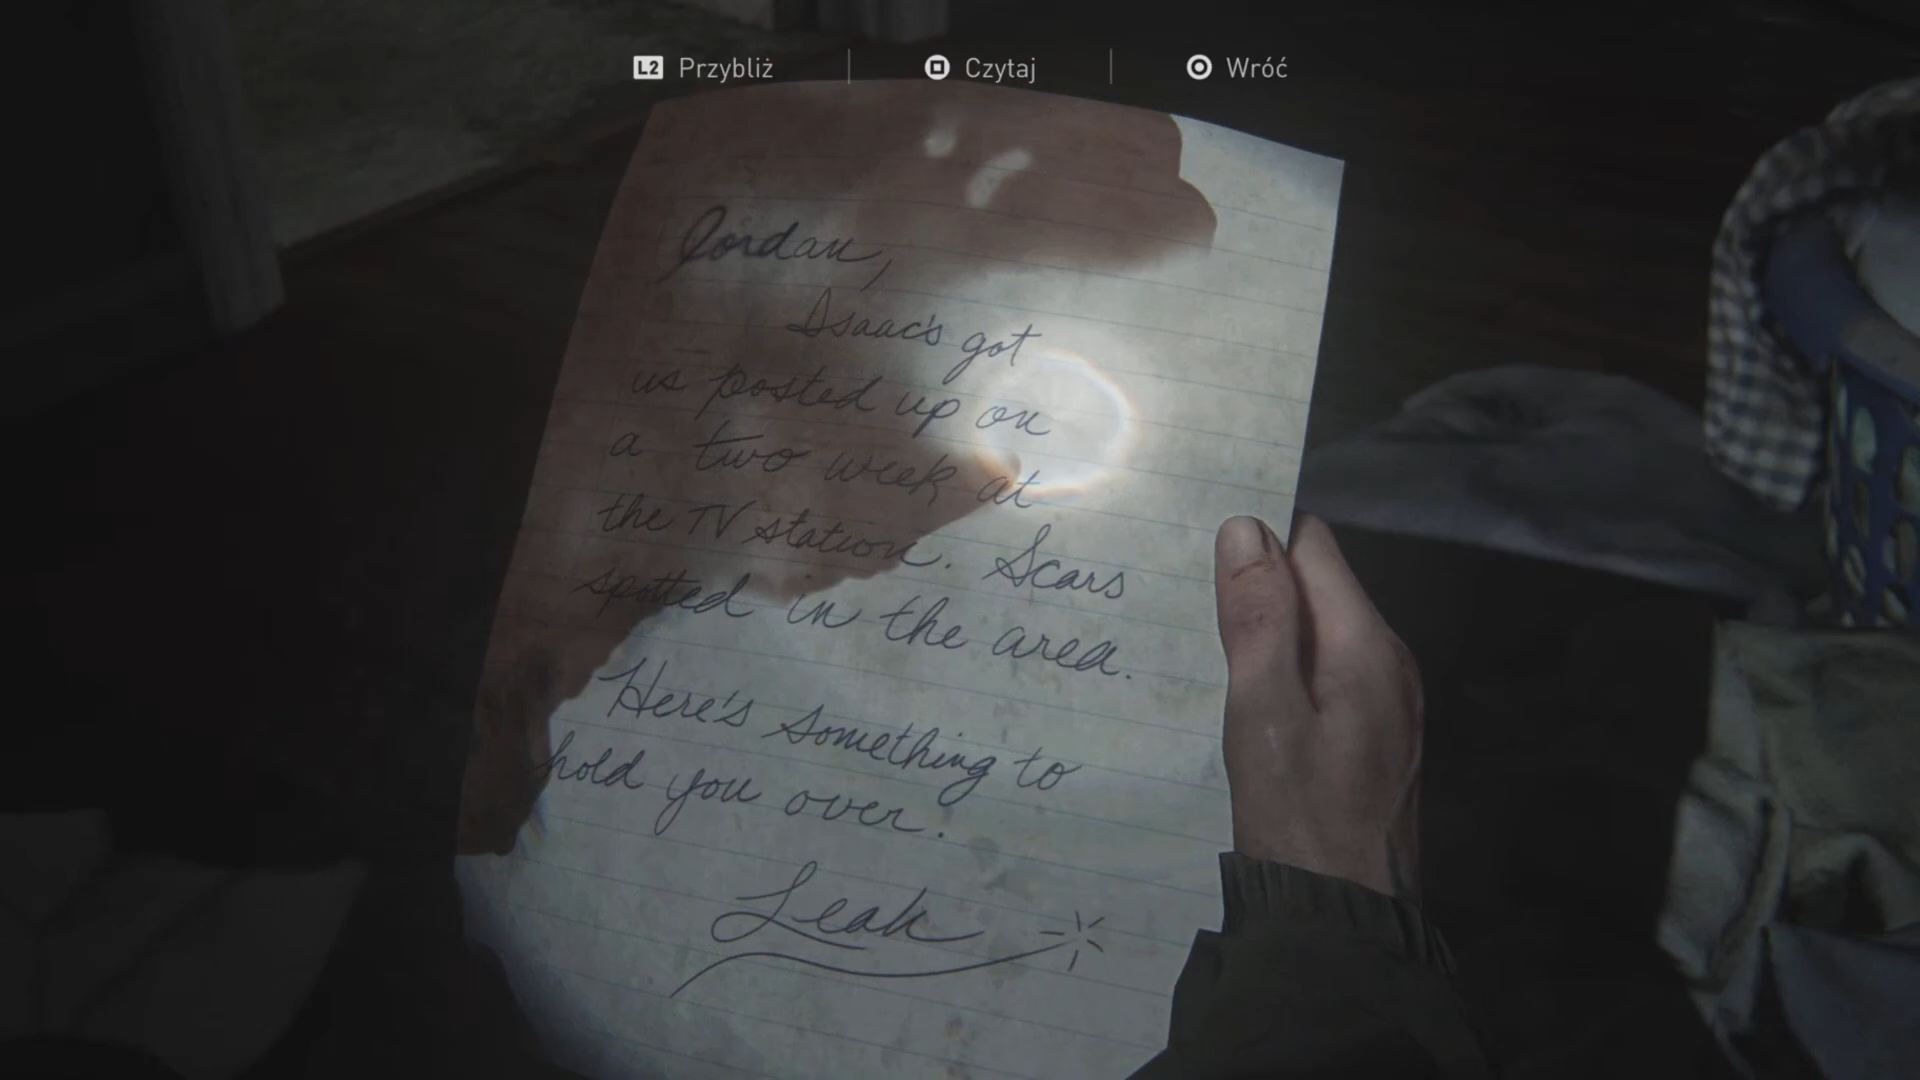 L2 Przybliż
Czytaj
Wróć
Jordan,
Isaac's got
us posted up on
a two week at
the TV station. Scars
spotted in the area.
Here's something to
hold you over.
Leah